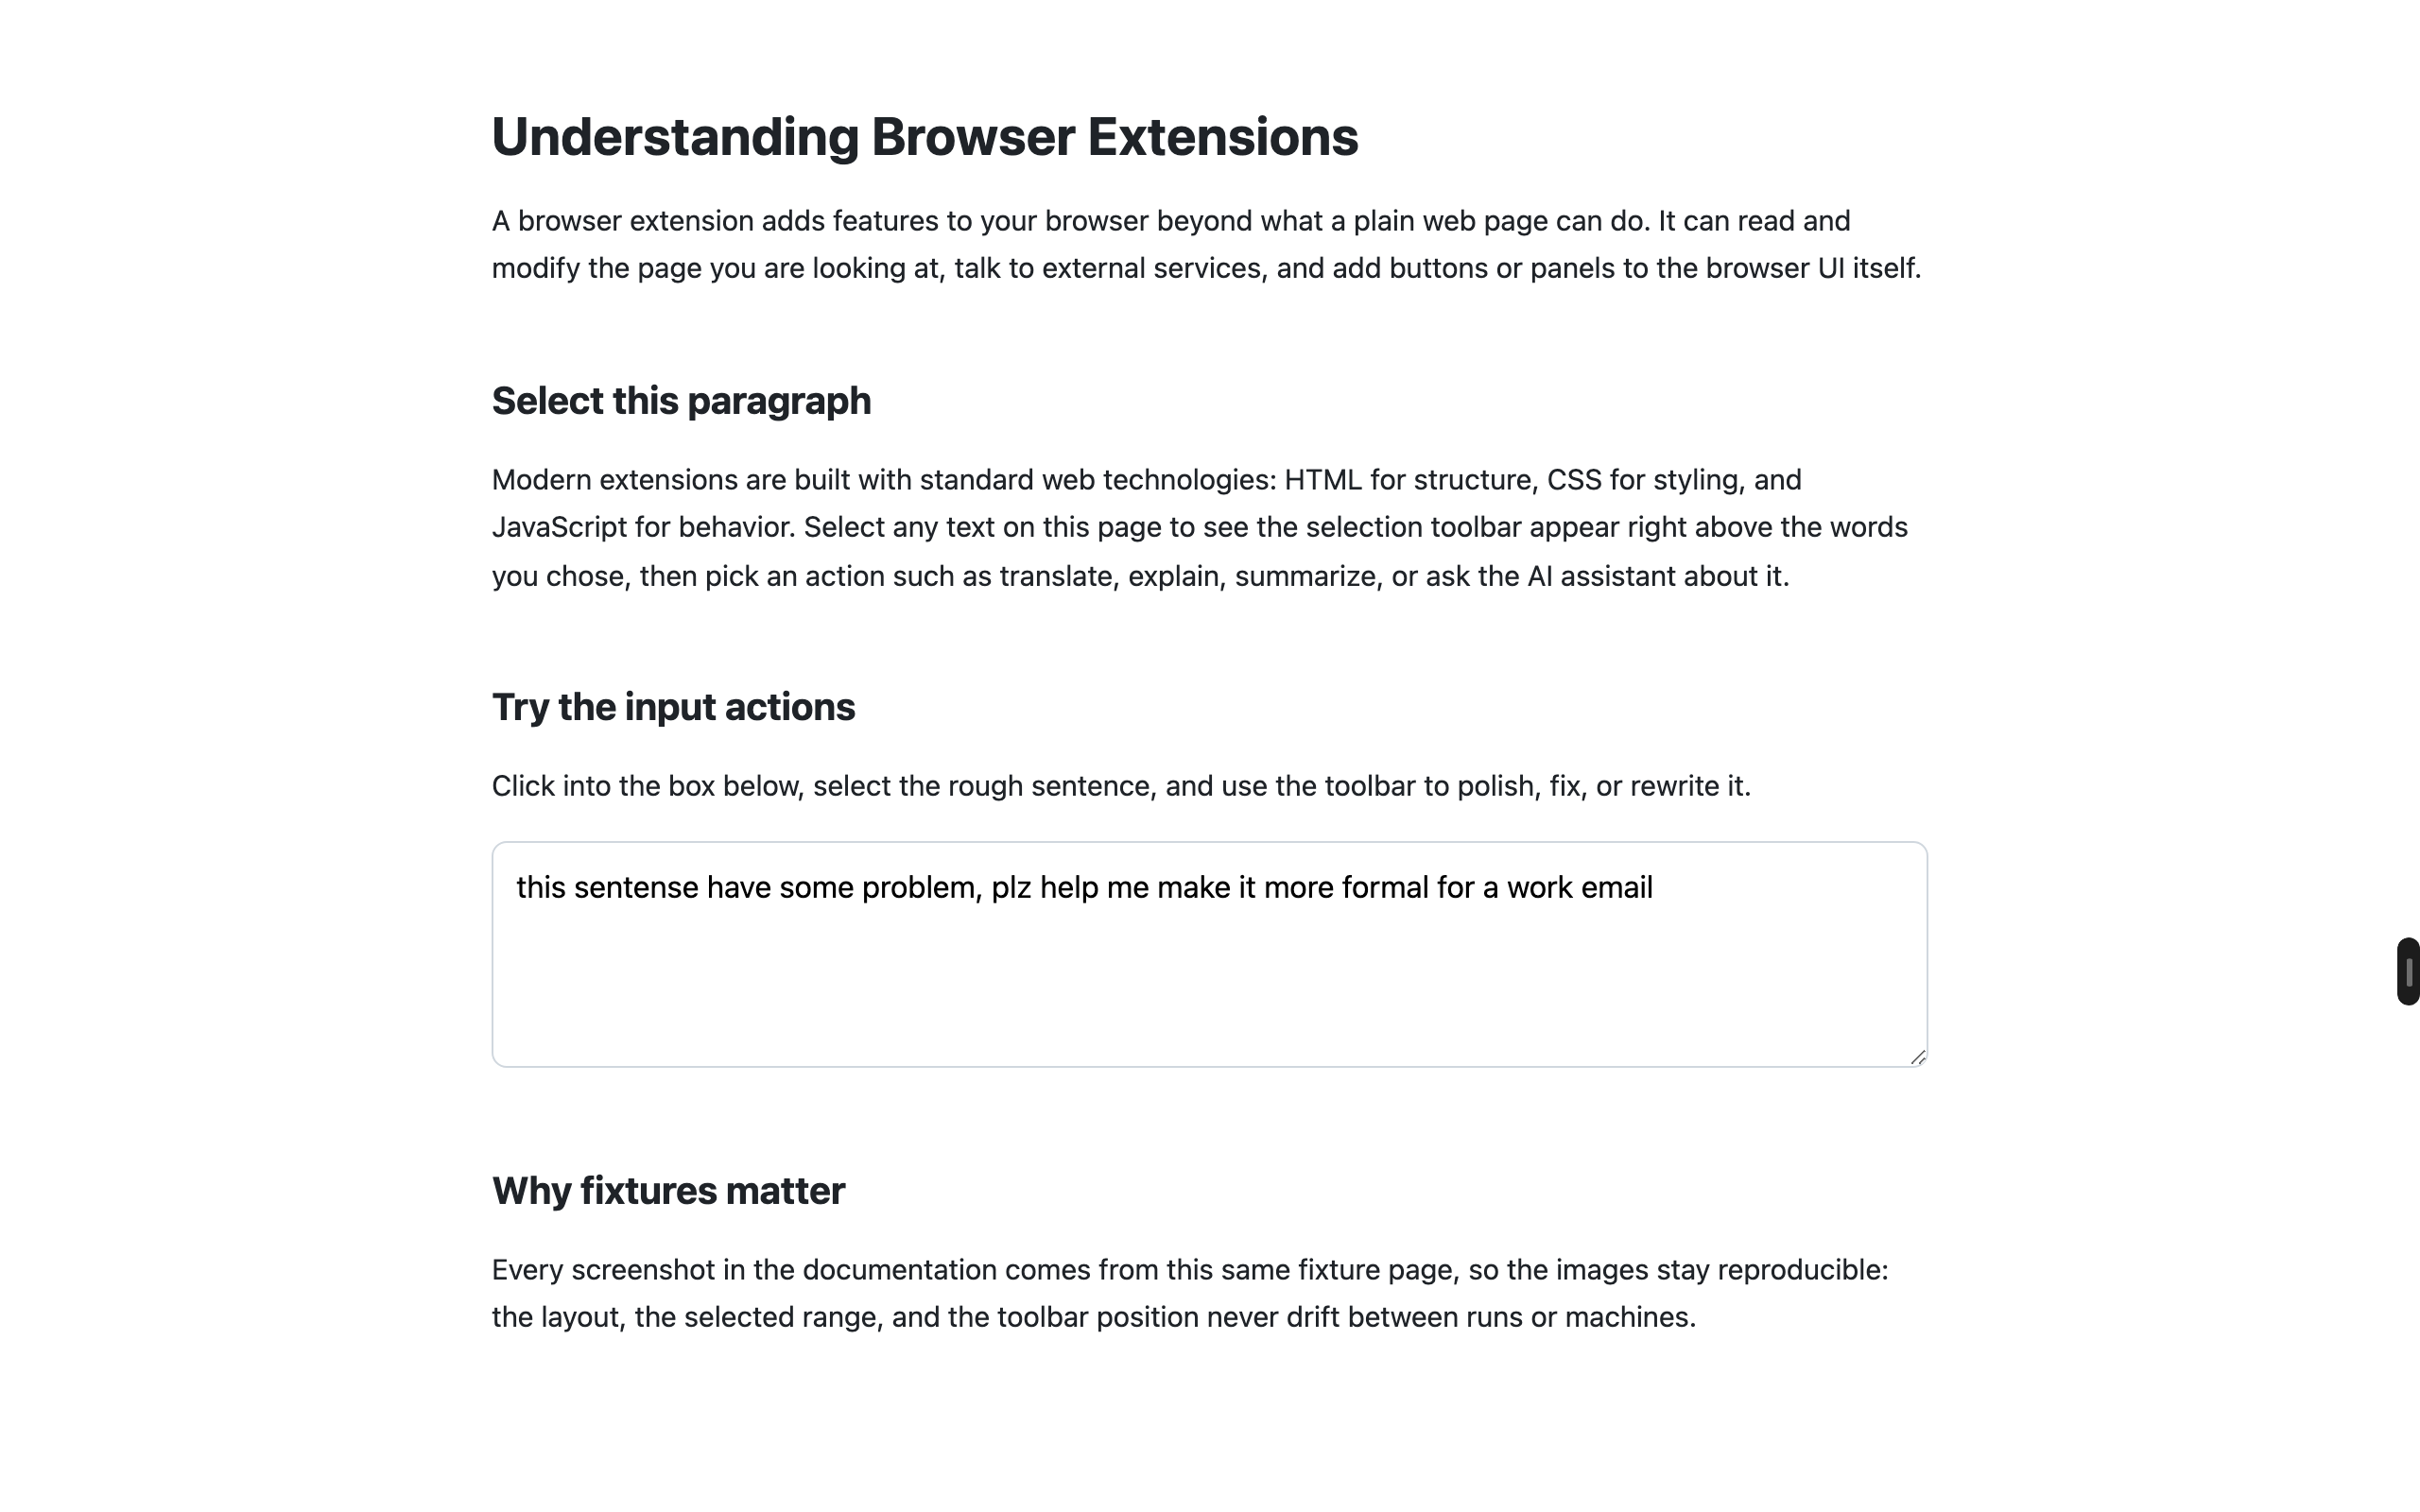 Understanding Browser Extensions
A browser extension adds features to your browser beyond what a plain web page can do. It can read and
modify the page you are looking at, talk to external services, and add buttons or panels to the browser UI itself.
Select this paragraph
Modern extensions are built with standard web technologies: HTML for structure, CSS for styling, and
JavaScript for behavior. Select any text on this page to see the selection toolbar appear right above the words
you chose, then pick an action such as translate, explain, summarize, or ask the AI assistant about it.
Try the input actions
Click into the box below, select the rough sentence, and use the toolbar to polish, fix, or rewrite it.
this sentense have some problem, plz help me make it more formal for a work email
Why fixtures matter
Every screenshot in the documentation comes from this same fixture page, so the images stay reproducible:
the layout, the selected range, and the toolbar position never drift between runs or machines.